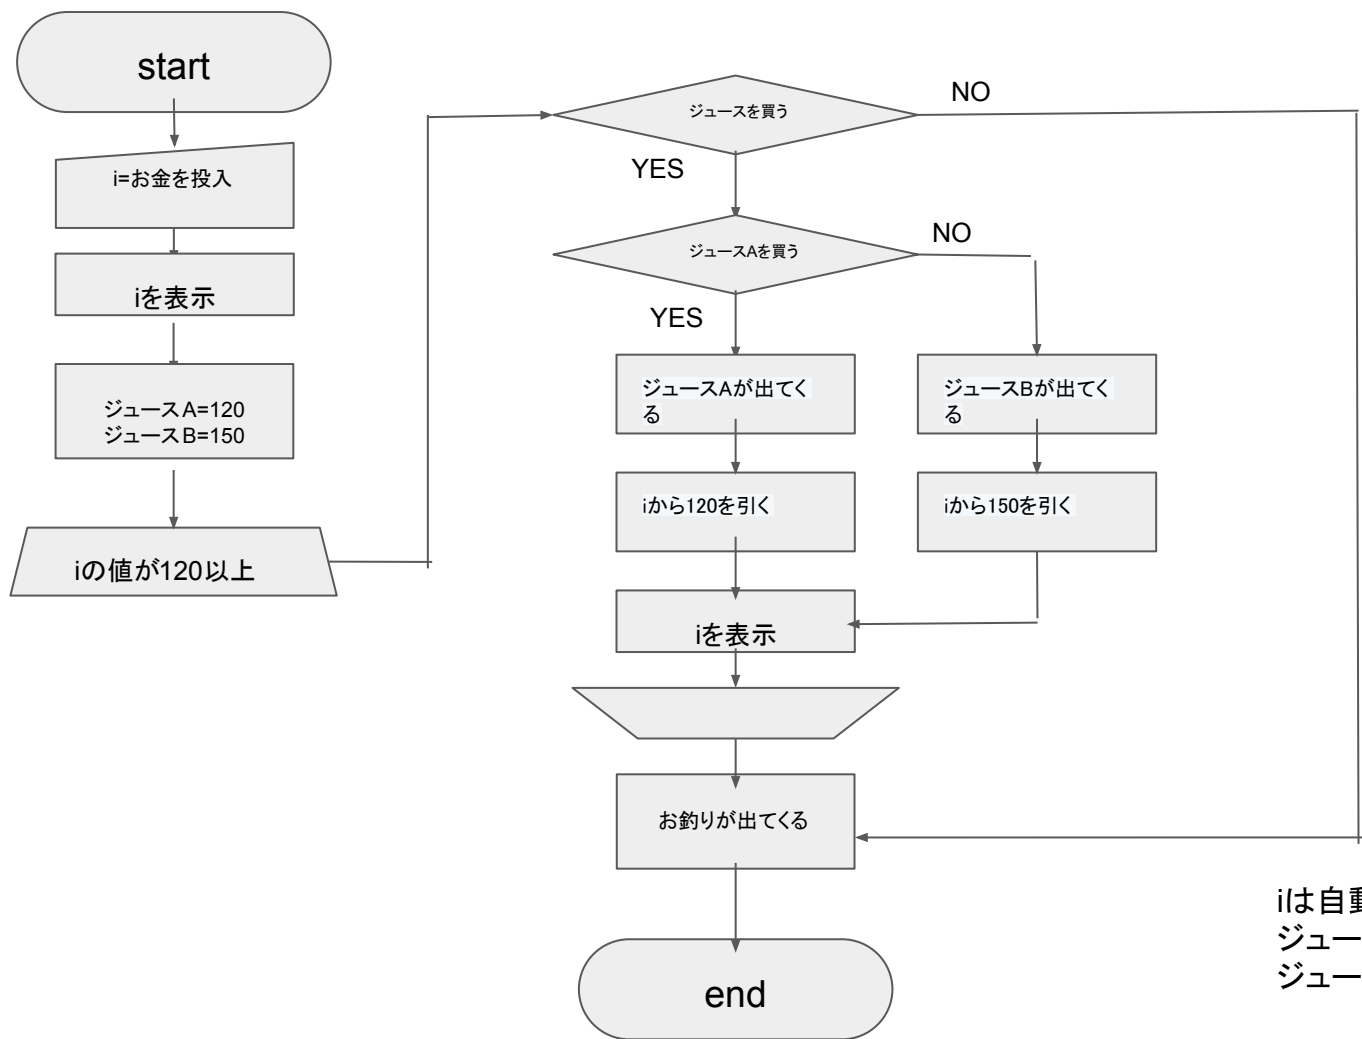 start
i=お金を投入
iを表示
ジュースA=120
ジュースB=150
iの値が120以上
ジュースを買う
NO
YES
ジュースAを買う
NO
YES
ジュースAが出てく
る
ジュースBが出てく
る
iから120を引く
iから150を引く
iを表示
お釣りが出てくる
end
iは自動
ジュー
ジュー